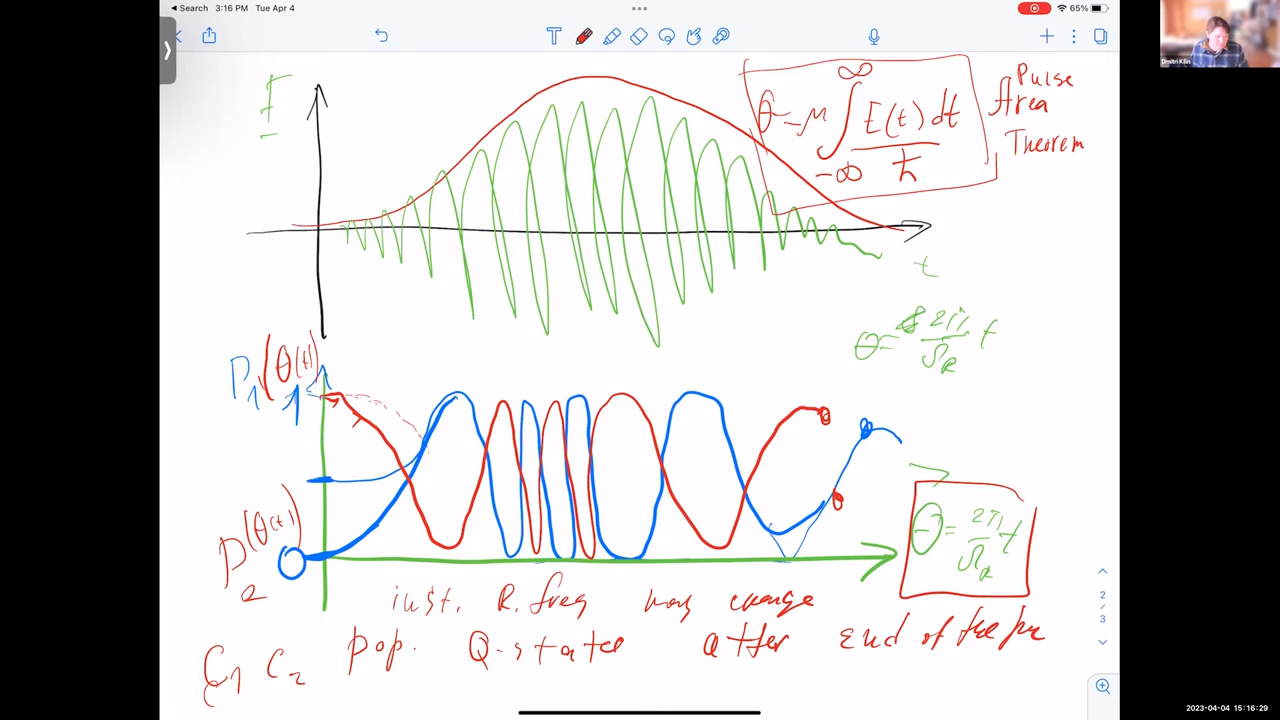 Search 3:16 PM Tue Apr 4
65%
E
θ = μ ∫_{-∞}^{∞} E(t) dt / ħ
Pulse
Area
Theorem
t
θ = 2π/Ω_R t
P₁(θ(t))
1
P₂(θ(t))
θ = 2π/Ω_R t
inst. R. freq may change
pop. Q-states after end of the pu
C₁ C₂
2
/
3
Dmitri Kilin
2023-04-04 15:16:29